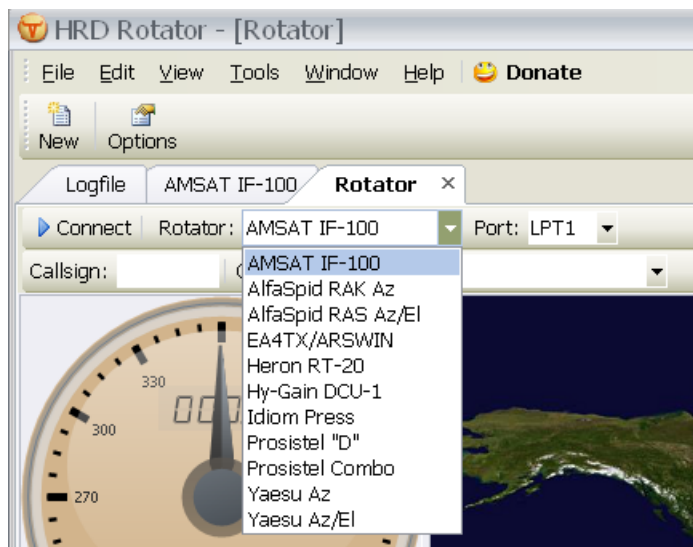 HRD Rotator - [Rotator]
File Edit View Tools Window Help Donate
New Options
Logfile AMSAT IF-100 Rotator ×
Connect Rotator: AMSAT IF-100 Port: LPT1
Callsign:
AMSAT IF-100
AlfaSpid RAK Az
AlfaSpid RAS Az/El
EA4TX/ARSWIN
Heron RT-20
Hy-Gain DCU-1
Idiom Press
Prosistel "D"
Prosistel Combo
Yaesu Az
Yaesu Az/El
330
300
270